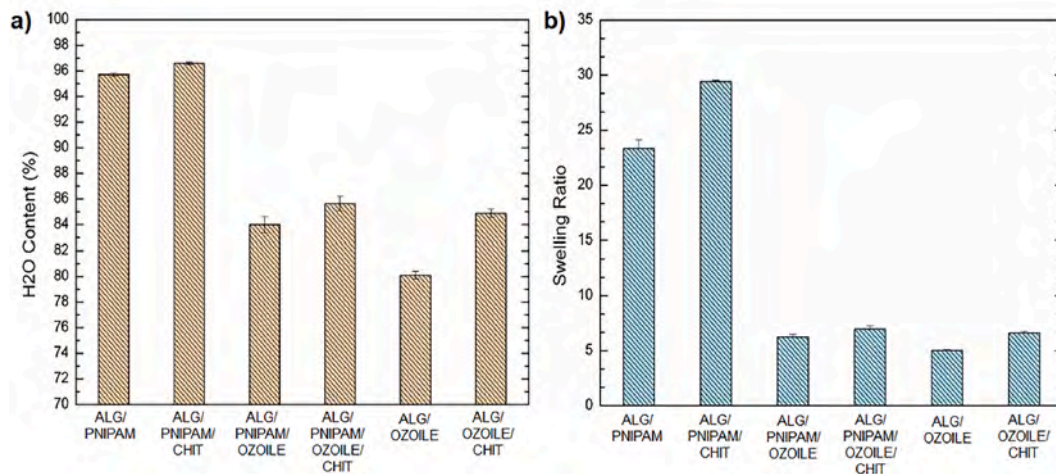 a)
H2O Content (%)
100
98
96
94
92
90
88
86
84
82
80
78
76
74
72
70
ALG/
PNIPAM
ALG/
PNIPAM/
CHIT
ALG/
PNIPAM/
OZOILE
ALG/
PNIPAM/
OZOILE/
CHIT
ALG/
OZOILE
ALG/
OZOILE/
CHIT
b)
Swelling Ratio
35
30
25
20
15
10
5
0
ALG/
PNIPAM
ALG/
PNIPAM/
CHIT
ALG/
PNIPAM/
OZOILE
ALG/
PNIPAM/
OZOILE/
CHIT
ALG/
OZOILE
ALG/
OZOILE/
CHIT